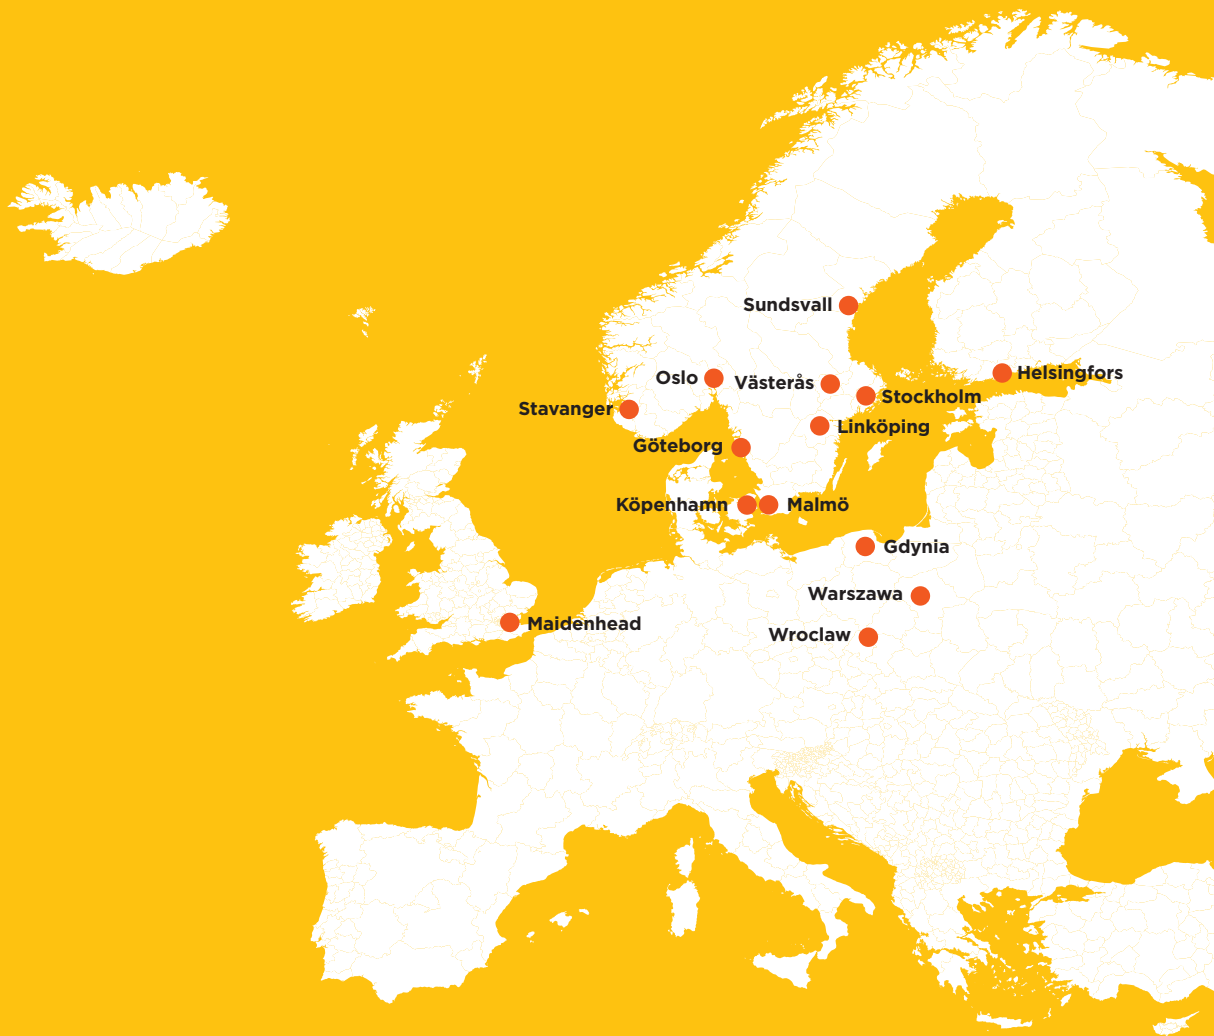 Sundsvall
Oslo
Västerås
Helsingfors
Stockholm
Stavanger
Linköping
Göteborg
Köpenhamn
Malmö
Gdynia
Warszawa
Maidenhead
Wroclaw